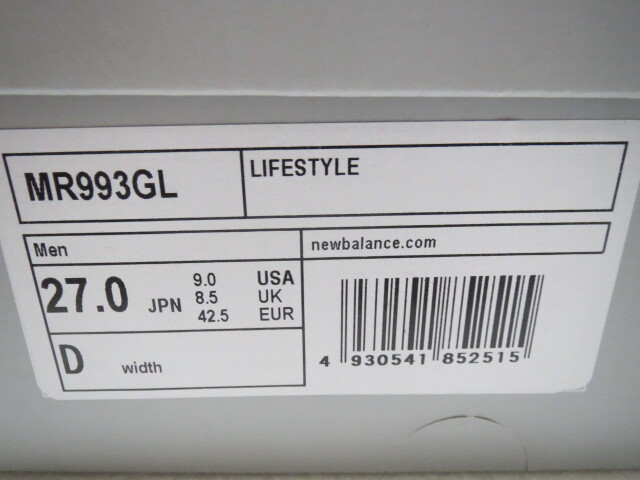 MR993GL
LIFESTYLE
Men
newbalance.com
27.0 JPN
9.0 USA
8.5 UK
42.5 EUR
D width
4 930541 852515